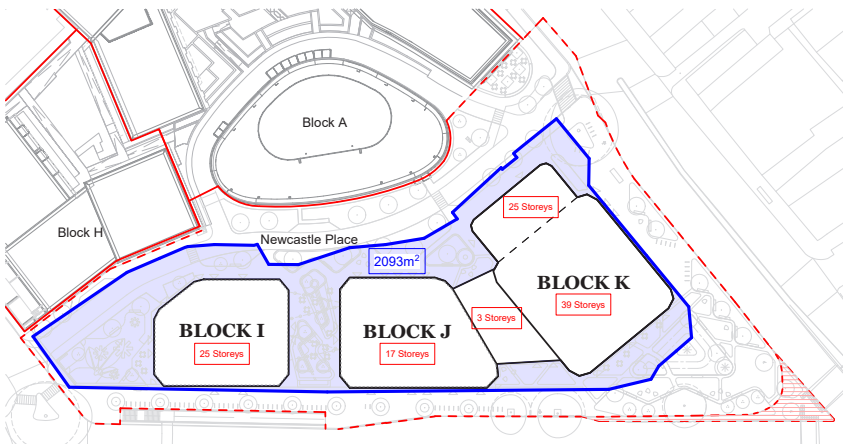 Block A
25 Storeys
Block H
Newcastle Place
2093m²
BLOCK K
39 Storeys
3 Storeys
BLOCK I
25 Storeys
BLOCK J
17 Storeys